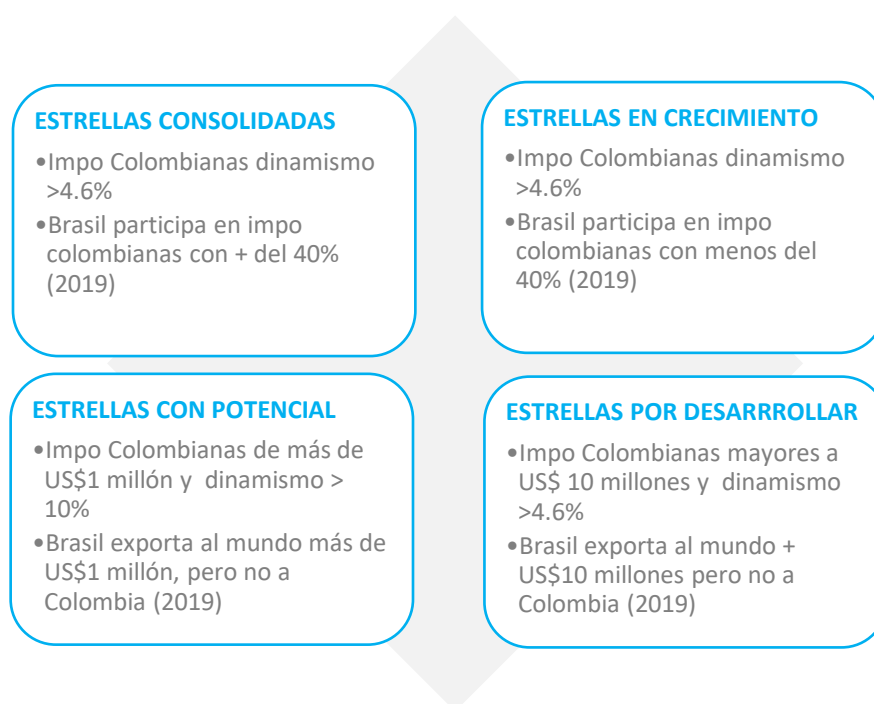 ESTRELLAS CONSOLIDADAS
•Impo Colombianas dinamismo
>4.6%
•Brasil participa en impo
colombianas con + del 40%
(2019)
ESTRELLAS EN CRECIMIENTO
•Impo Colombianas dinamismo
>4.6%
•Brasil participa en impo
colombianas con menos del
40% (2019)
ESTRELLAS CON POTENCIAL
•Impo Colombianas de más de
US$1 millón y dinamismo >
10%
•Brasil exporta al mundo más de
US$1 millón, pero no a
Colombia (2019)
ESTRELLAS POR DESARRROLLAR
•Impo Colombianas mayores a
US$ 10 millones y dinamismo
>4.6%
•Brasil exporta al mundo +
US$10 millones pero no a
Colombia (2019)